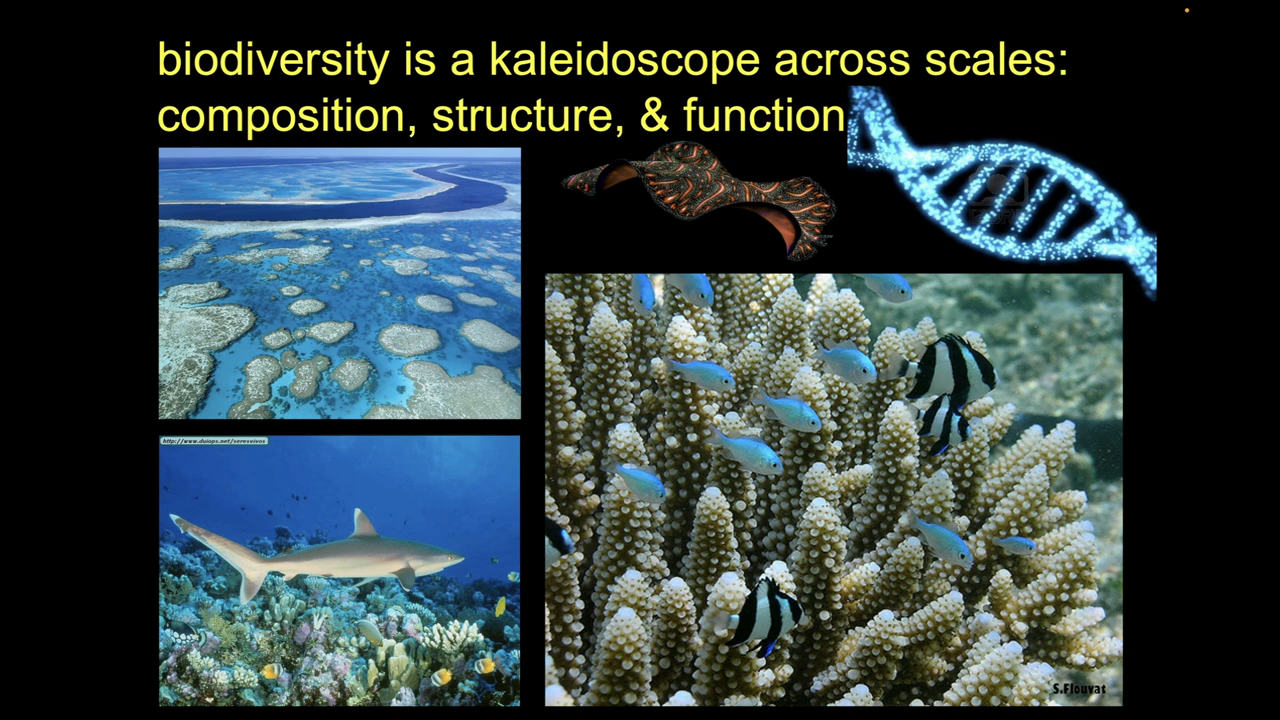 biodiversity is a kaleidoscope across scales:
composition, structure, & function
http://www.duiops.net/seresvivos
S.Flouvat